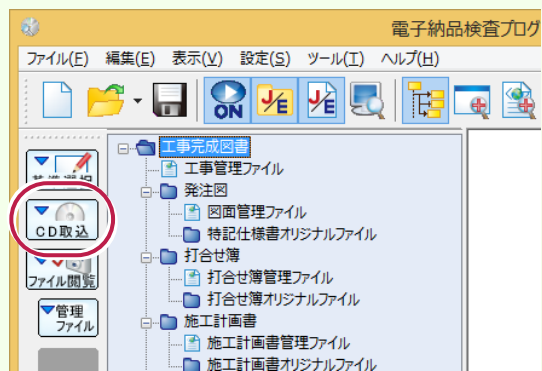 電子納品検査プログ
ファイル(F) 編集(E) 表示(V) 設定(S) ツール(T) ヘルプ(H)
ON J/E J/E
工事完成図書
工事管理ファイル
発注図
図面管理ファイル
特記仕様書オリジナルファイル
打合せ簿
打合せ簿管理ファイル
打合せ簿オリジナルファイル
施工計画書
施工計画書管理ファイル
施工計画書オリジナルファイル
CD取込
ファイル閲覧
管理
ファイル